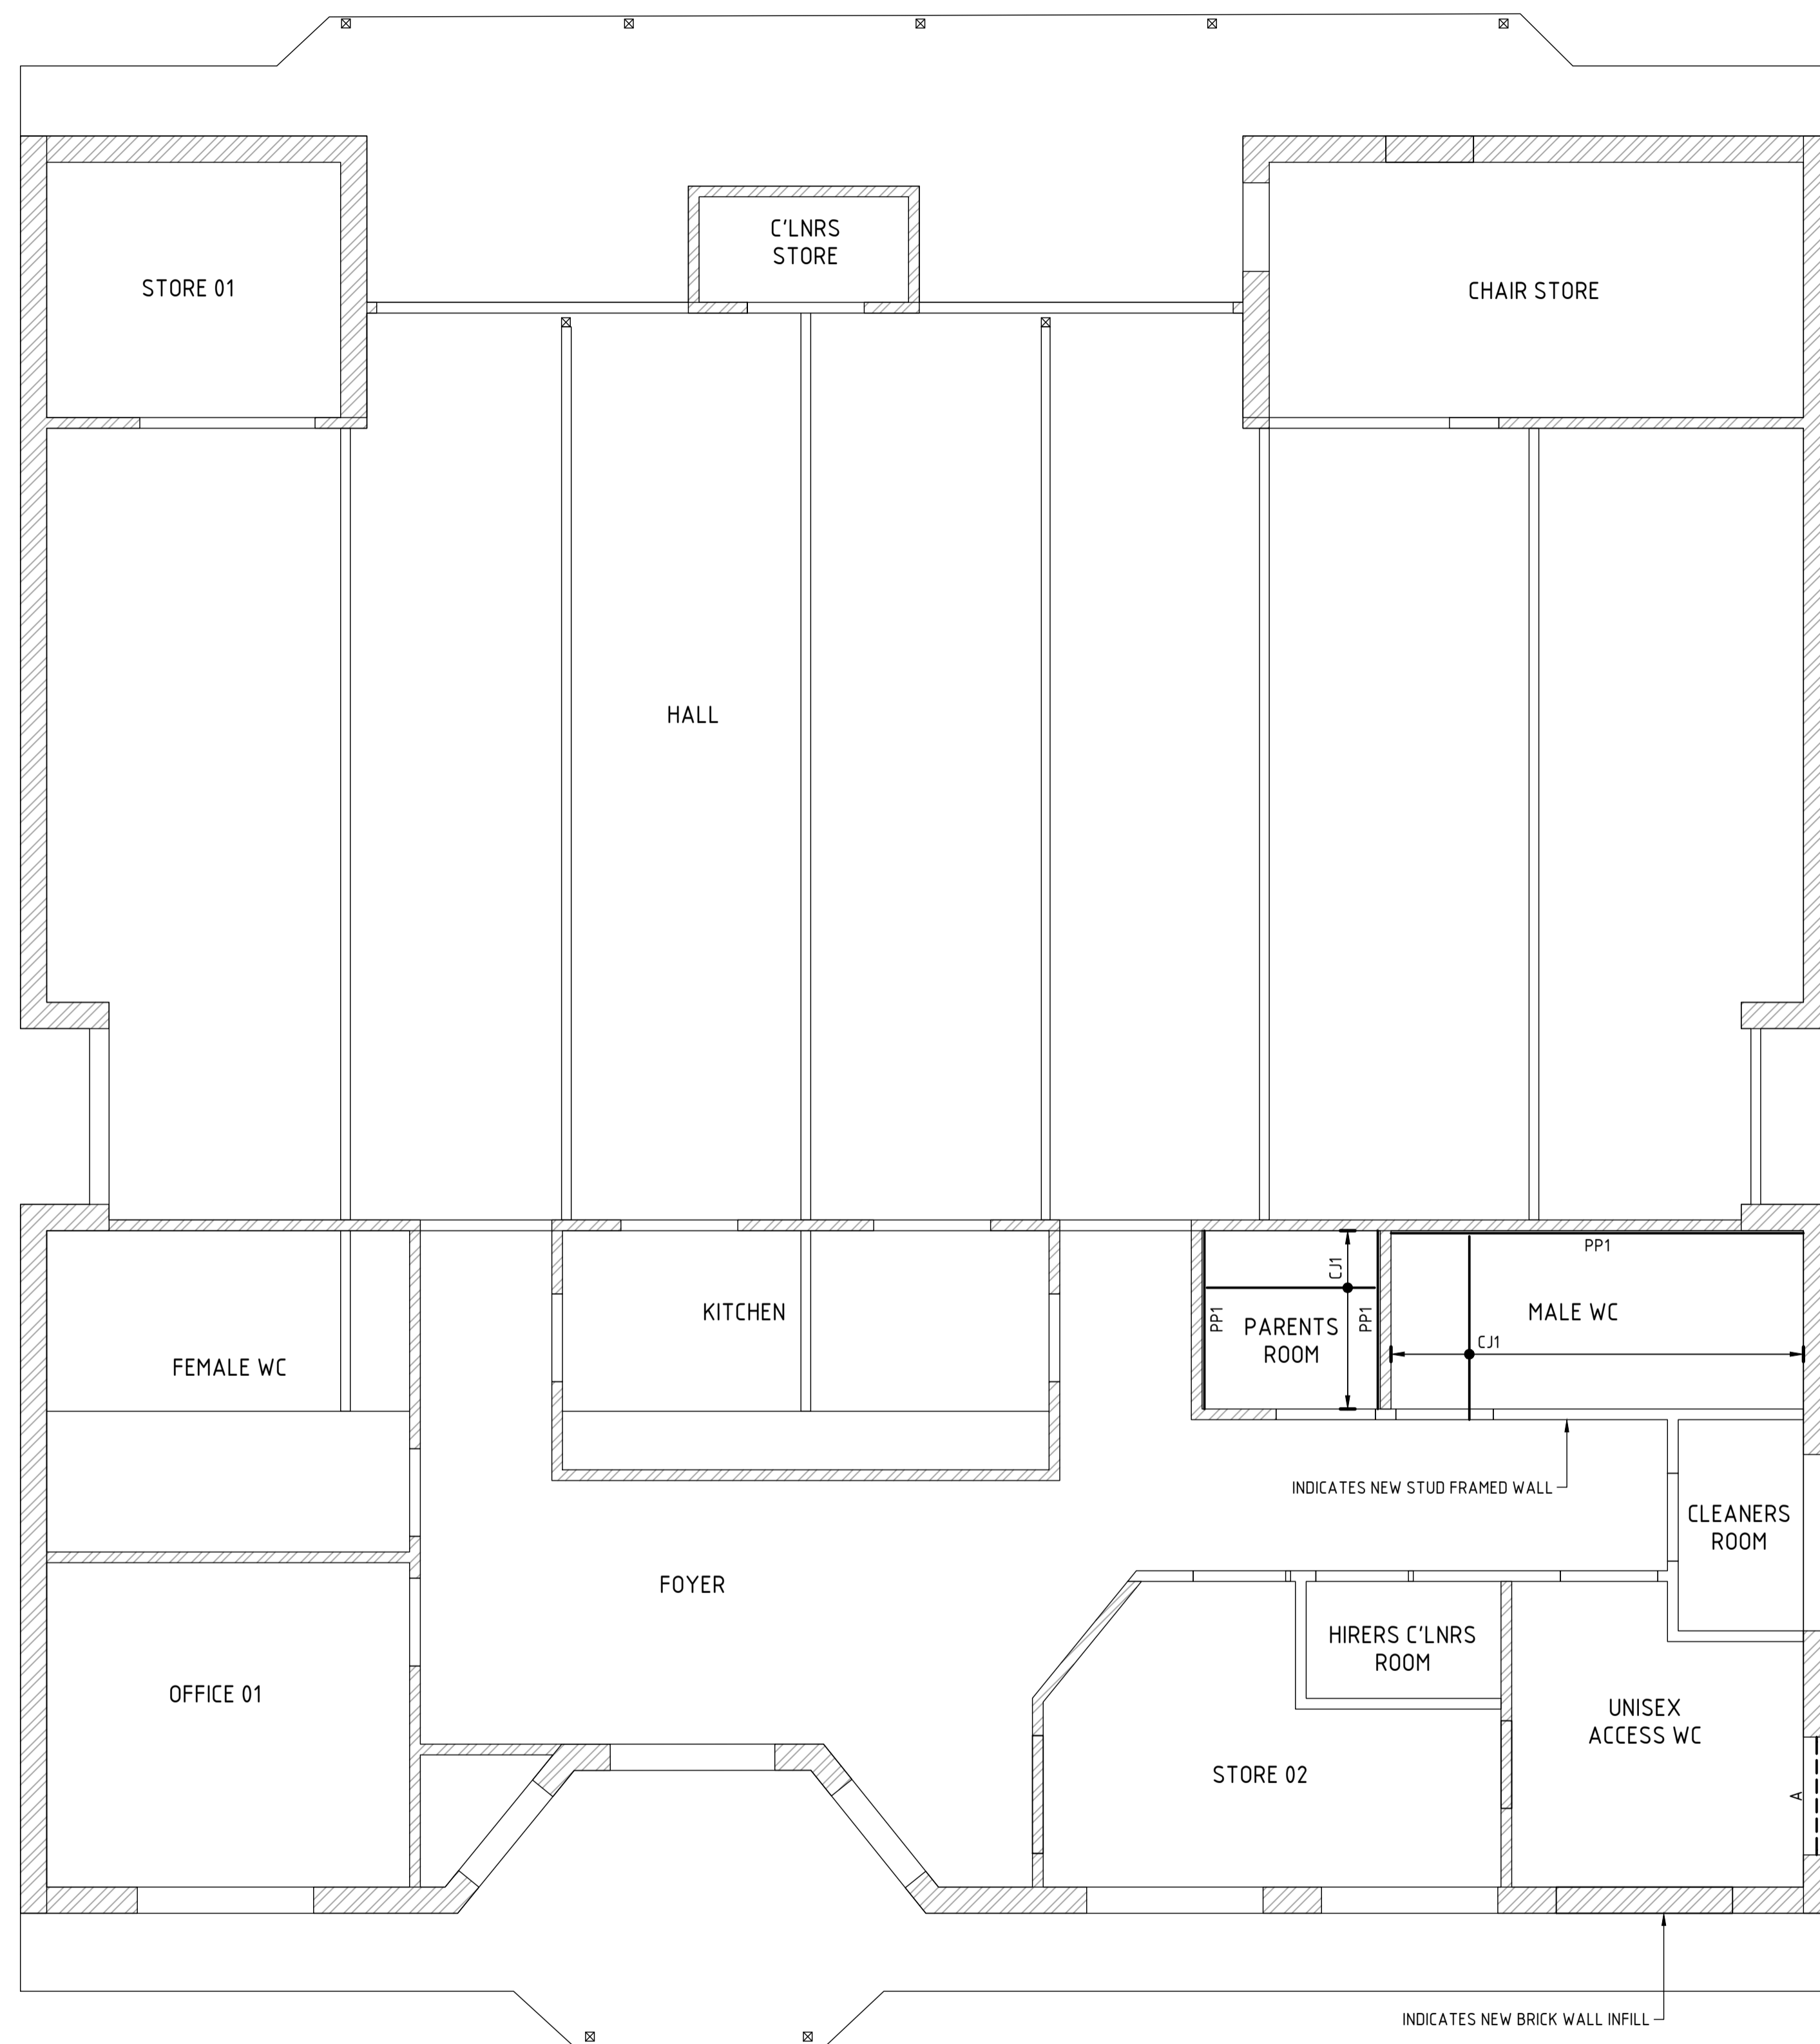 C'LNRS
STORE
STORE 01
CHAIR STORE
HALL
PP1
CJ1
PP1
PP1
KITCHEN
MALE WC
PARENTS
ROOM
CJ1
FEMALE WC
INDICATES NEW STUD FRAMED WALL
CLEANERS
ROOM
FOYER
HIRERS C'LNRS
ROOM
OFFICE 01
UNISEX
ACCESS WC
STORE 02
A
INDICATES NEW BRICK WALL INFILL